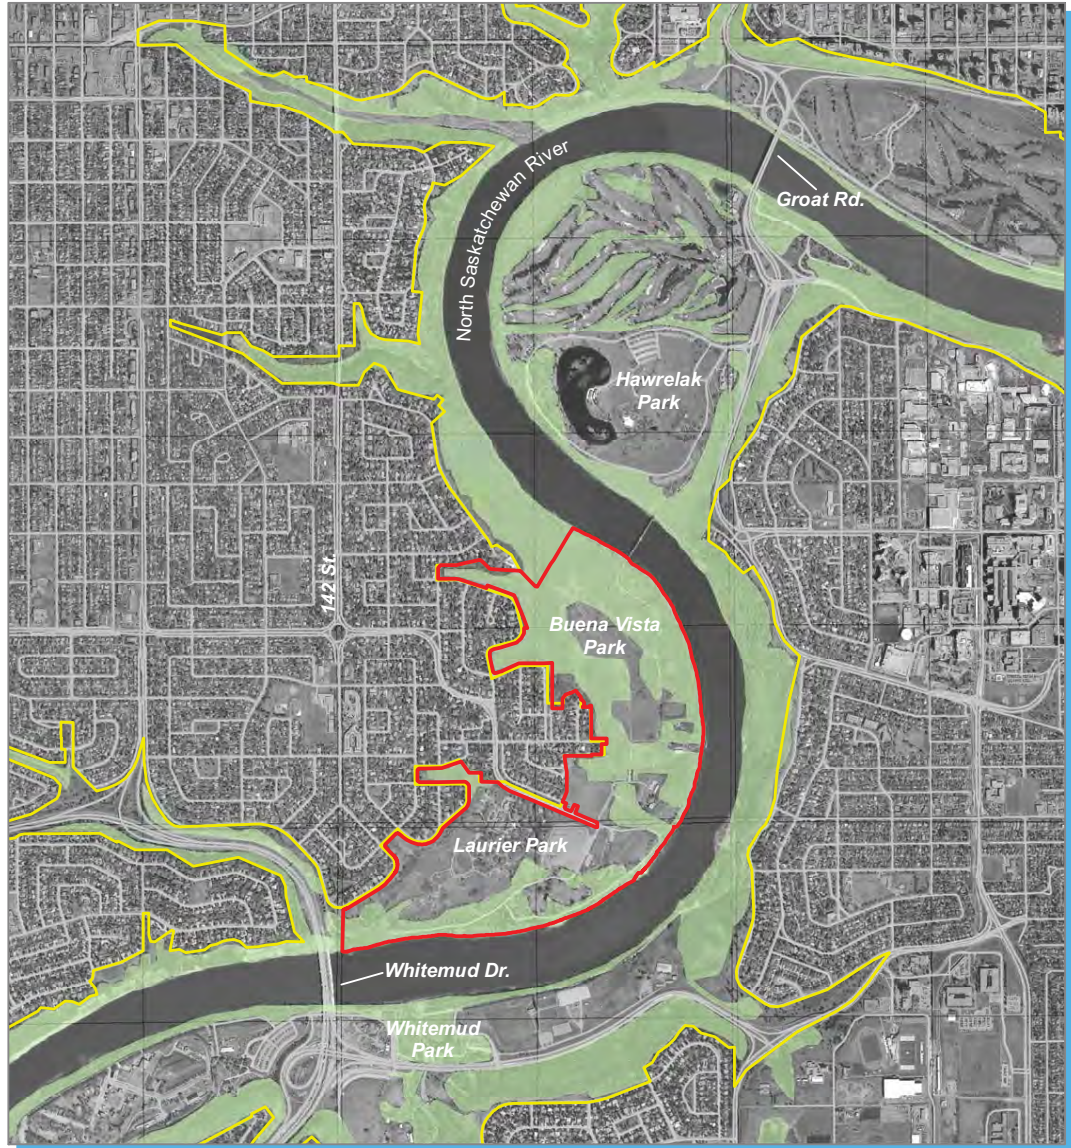 North Saskatchewan River
Groat Rd.
Hawrelak
Park
142 St.
Buena Vista
Park
Laurier Park
Whitemud Dr.
Whitemud
Park